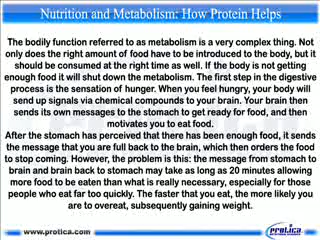 Nutrition and Metabolism: How Protein Helps
The bodily function referred to as metabolism is a very complex thing. Not
only does the right amount of food have to be introduced to the body, but it
should be consumed at the right time as well. If the body is not getting
enough food it will shut down the metabolism. The first step in the digestive
process is the sensation of hunger. When you feel hungry, your body will
send up signals via chemical compounds to your brain. Your brain then
sends its own messages to the stomach to get ready for food, and then
motivates you to eat food.
After the stomach has perceived that there has been enough food, it sends
the message that you are full back to the brain, which then orders the food
to stop coming. However, the problem is this: the message from stomach to
brain and brain back to stomach may take as long as 20 minutes allowing
more food to be eaten than what is really necessary, especially for those
people who eat far too quickly. The faster that you eat, the more likely you
are to overeat, subsequently gaining weight.
www.protica.com
protica